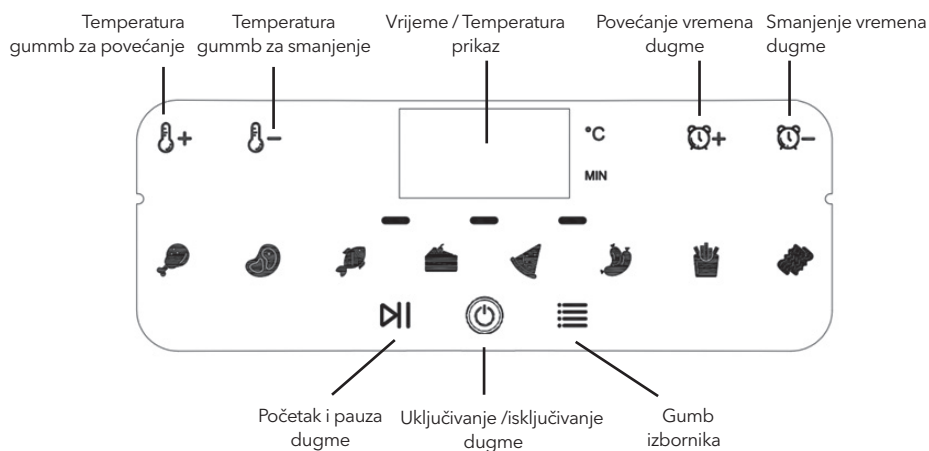 Temperatura
gummb za povećanje
Temperatura
gummb za smanjenje
Vrijeme / Temperatura
prikaz
Povećanje vremena
dugme
Smanjenje vremena
dugme
+
−
°C
MIN
+
−
Početak i pauza
dugme
Uključivanje /isključivanje
dugme
Gumb
izbornika